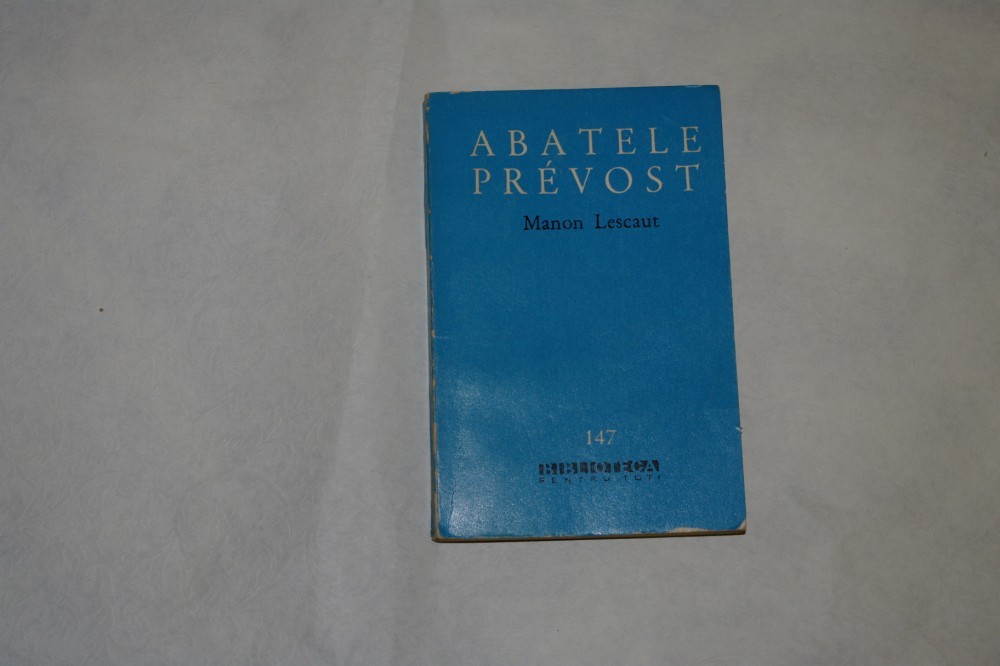 ABATELE
PRÉVOST
Manon Lescaut
147
BIBLIOTECA
PENTRU TOȚI